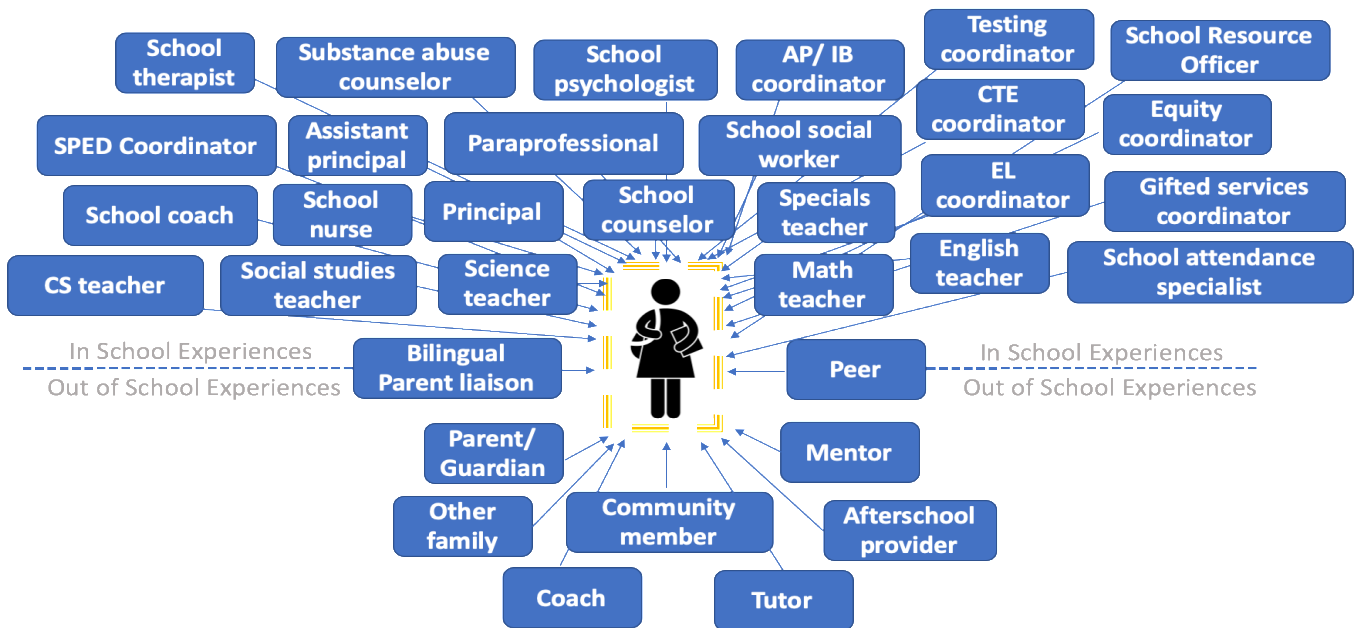 School
therapist
Substance abuse
counselor
School
psychologist
AP/ IB
coordinator
Testing
coordinator
School Resource
Officer
SPED Coordinator
Assistant
principal
Paraprofessional
School social
worker
CTE
coordinator
Equity
coordinator
School coach
School
nurse
Principal
School
counselor
Specials
teacher
EL
coordinator
Gifted services
coordinator
CS teacher
Social studies
teacher
Science
teacher
Math
teacher
English
teacher
School attendance
specialist
In School Experiences
Out of School Experiences
Bilingual
Parent liaison
Peer
In School Experiences
Out of School Experiences
Parent/
Guardian
Mentor
Other
family
Community
member
Afterschool
provider
Coach
Tutor